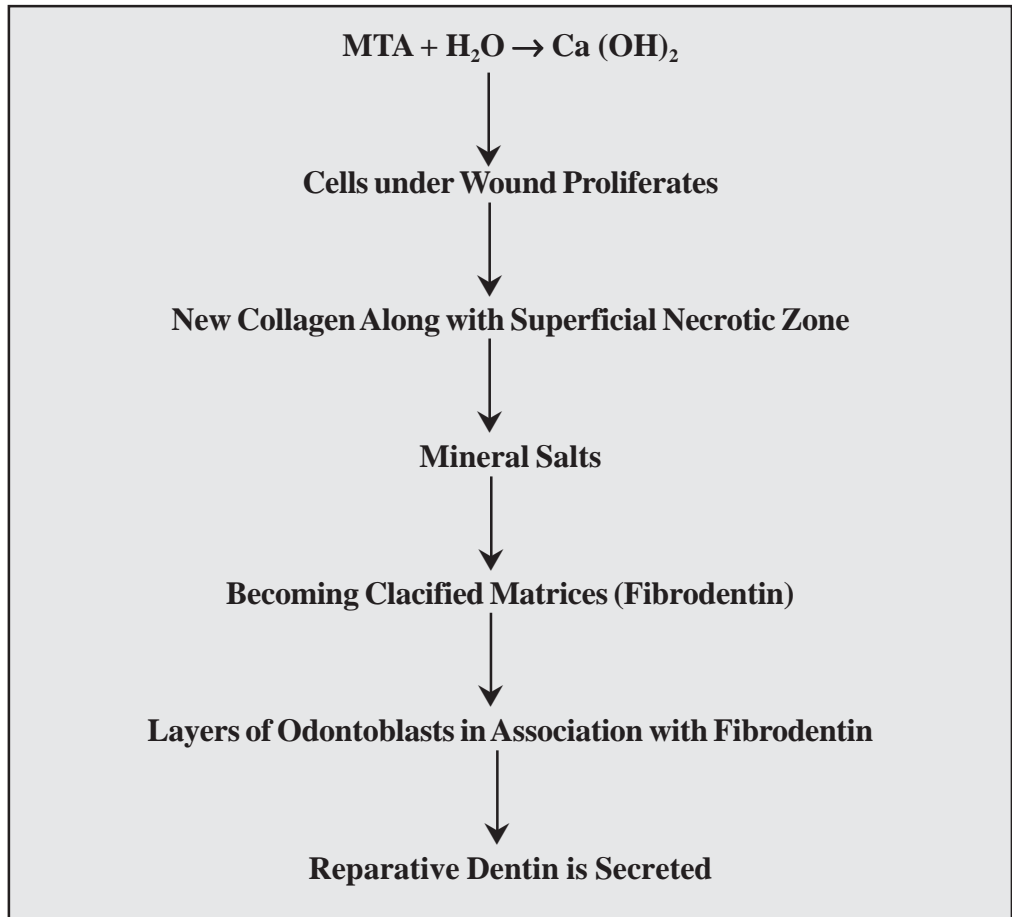 MTA + H₂O → Ca (OH)₂
Cells under Wound Proliferates
New Collagen Along with Superficial Necrotic Zone
Mineral Salts
Becoming Clacified Matrices (Fibrodentin)
Layers of Odontoblasts in Association with Fibrodentin
Reparative Dentin is Secreted